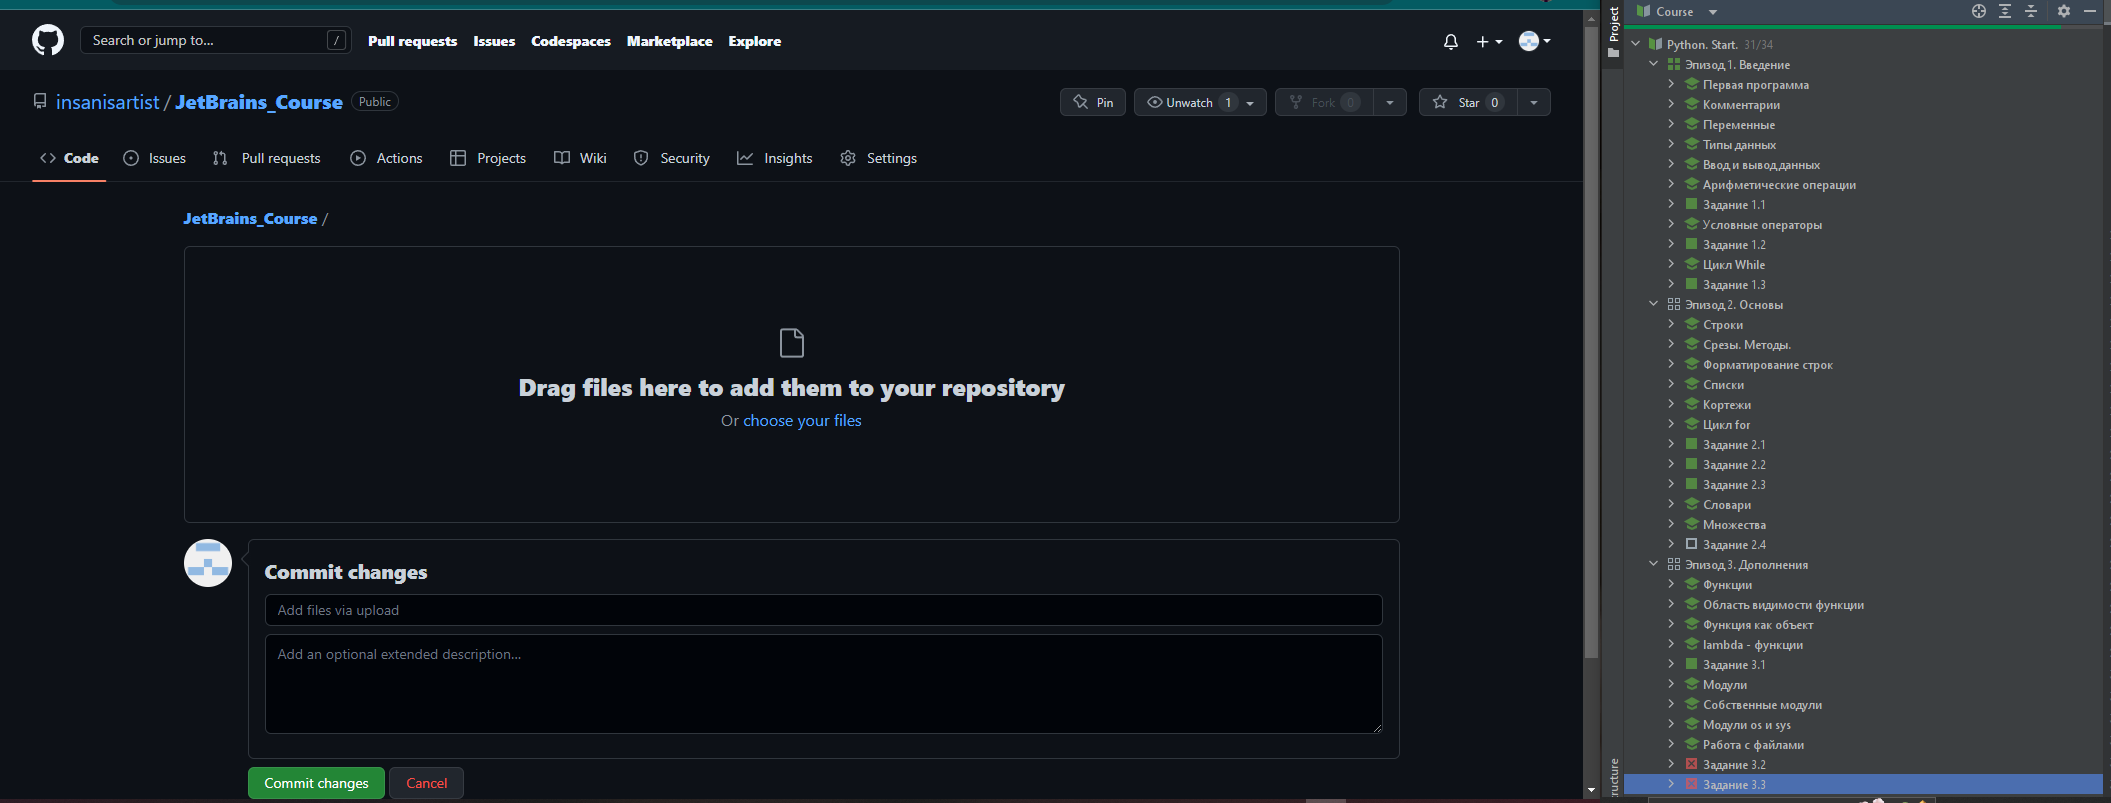 Search or jump to... /
Pull requests Issues Codespaces Marketplace Explore
insanisartist / JetBrains_Course Public
Pin Unwatch 1 Fork 0 Star 0
Code Issues Pull requests Actions Projects Wiki Security Insights Settings
JetBrains_Course /
Drag files here to add them to your repository
Or choose your files
Commit changes
Add files via upload
Add an optional extended description...
Commit changes Cancel
Project
Course
Python. Start. 31/34
Эпизод 1. Введение
Первая программа
Комментарии
Переменные
Типы данных
Ввод и вывод данных
Арифметические операции
Задание 1.1
Условные операторы
Задание 1.2
Цикл While
Задание 1.3
Эпизод 2. Основы
Строки
Срезы. Методы.
Форматирование строк
Списки
Кортежи
Цикл for
Задание 2.1
Задание 2.2
Задание 2.3
Словари
Множества
Задание 2.4
Эпизод 3. Дополнения
Функции
Область видимости функции
Функция как объект
lambda - функции
Задание 3.1
Модули
Собственные модули
Модули os и sys
Работа с файлами
Задание 3.2
Задание 3.3
ructure